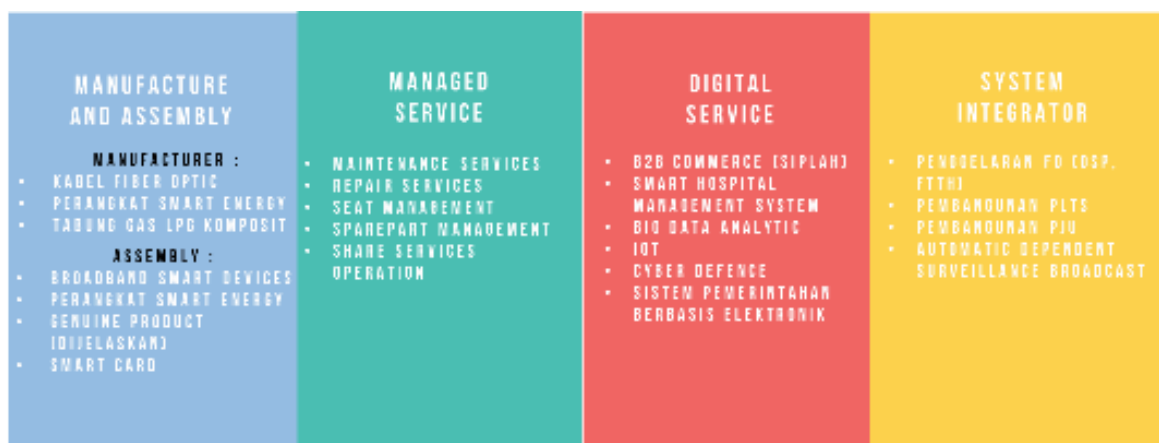 MANUFACTURE
AND ASSEMBLY
MANUFACTURER :
• KABEL FIBER OPTIC
• PERANGKAT SMART ENERGY
• TABUNG GAS LPG KOMPOSIT
ASSEMBLY :
• BROADBAND SMART DEVICES
• PERANGKAT SMART ENERGY
• GENUINE PRODUCT
(DIJELASKAN)
• SMART CARD
MANAGED
SERVICE
• MAINTENANCE SERVICES
• REPAIR SERVICES
• SEAT MANAGEMENT
• SPAREPART MANAGEMENT
• SHARE SERVICES
OPERATION
DIGITAL
SERVICE
• B2B COMMERCE (SIPLAH)
• SMART HOSPITAL
MANAGEMENT SYSTEM
• BIG DATA ANALYTIC
• IOT
• CYBER DEFENCE
• SISTEM PEMERINTAHAN
BERBASIS ELEKTRONIK
SYSTEM
INTEGRATOR
• PENGGELARAN FO (OSP,
FTTH)
• PEMBANGUNAN PLTS
• PEMBANGUNAN PJU
• AUTOMATIC DEPENDENT
SURVEILLANCE BROADCAST